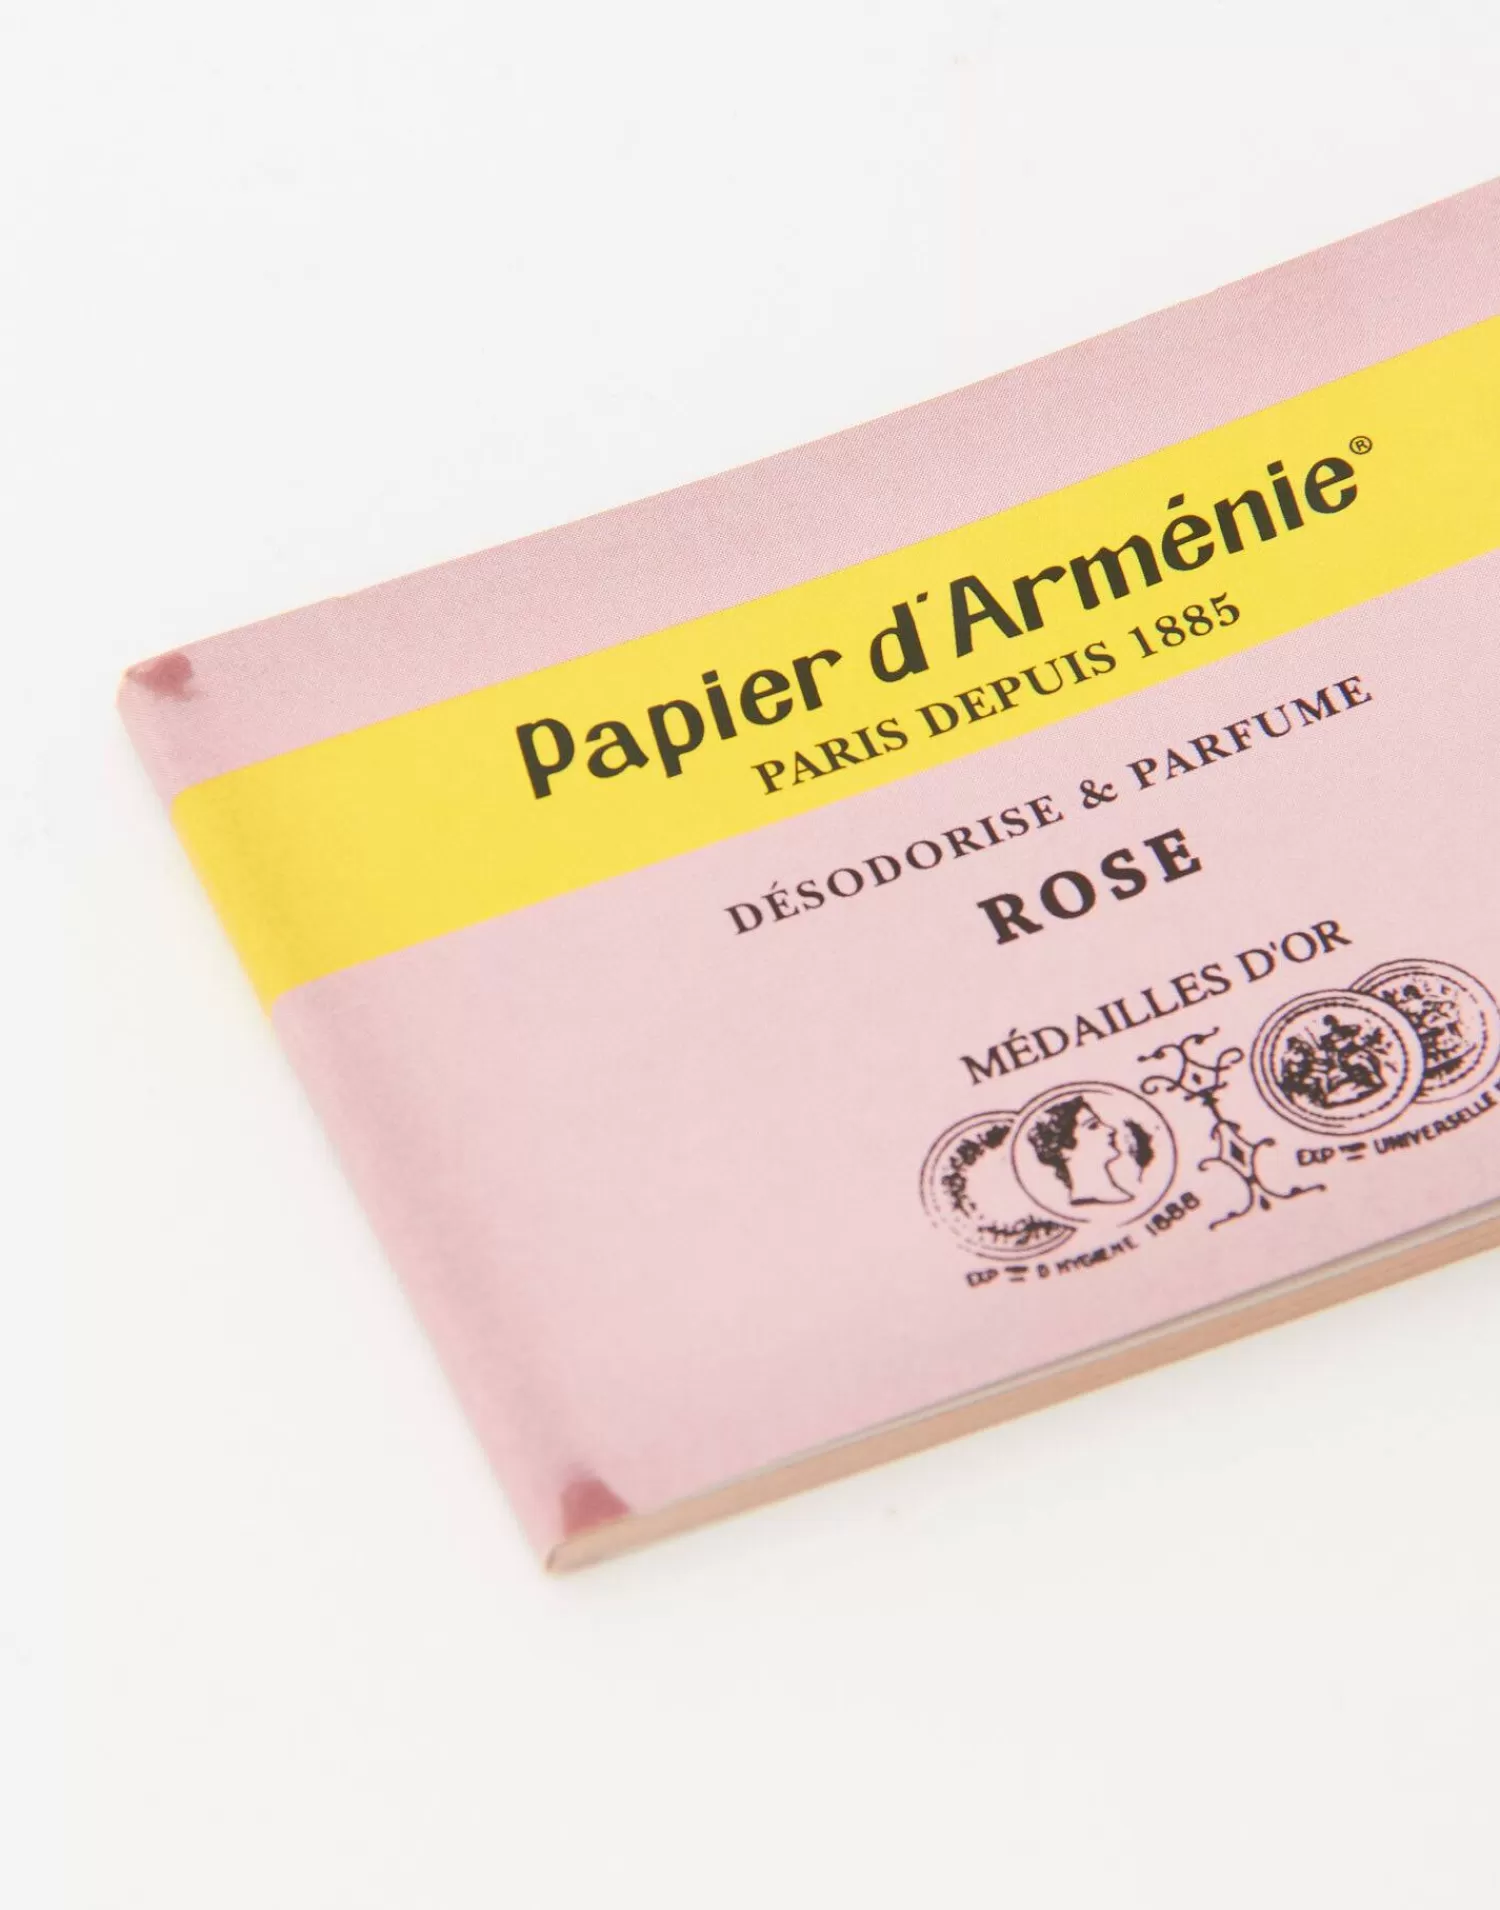 Papier d'Arménie®
PARIS DEPUIS 1885
DÉSODORISE & PARFUME
ROSE
MÉDAILLES D'OR
EXP D HYGIENE 1888
EXP UNIVERSELLE